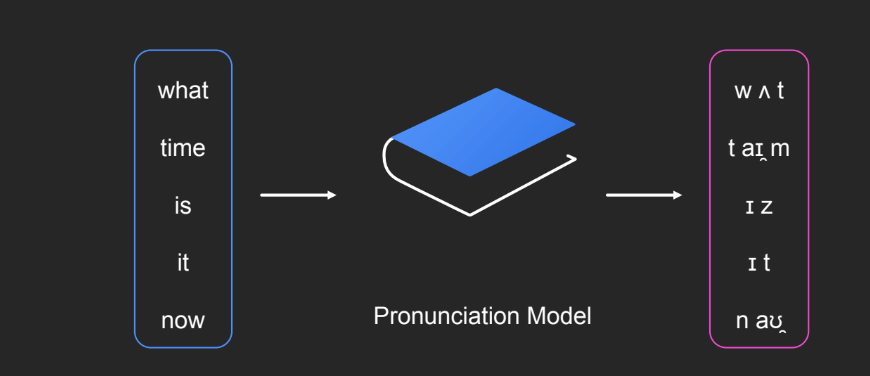 what
time
is
it
now
Pronunciation Model
w ʌ t
t aɪ̯ m
ɪ z
ɪ t
n aʊ̯